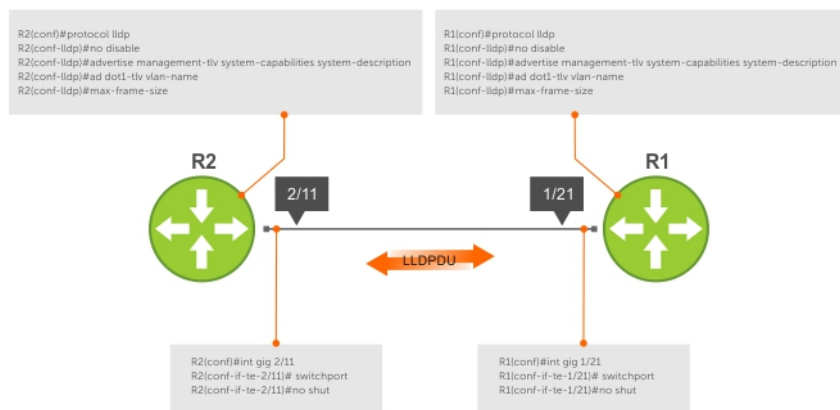 R2(conf)#protocol lldp
R2(conf-lldp)#no disable
R2(conf-lldp)#advertise management-tlv system-capabilities system-description
R2(conf-lldp)#ad dot1-tlv vlan-name
R2(conf-lldp)#max-frame-size
R1(conf)#protocol lldp
R1(conf-lldp)#no disable
R1(conf-lldp)#advertise management-tlv system-capabilities system-description
R1(conf-lldp)#ad dot1-tlv vlan-name
R1(conf-lldp)#max-frame-size
R2
R1
2/11
1/21
LLDPDU
R2(conf)#int gig 2/11
R2(conf-if-te-2/11)# switchport
R2(conf-if-te-2/11)#no shut
R1(conf)#int gig 1/21
R1(conf-if-te-1/21)# switchport
R1(conf-if-te-1/21)#no shut